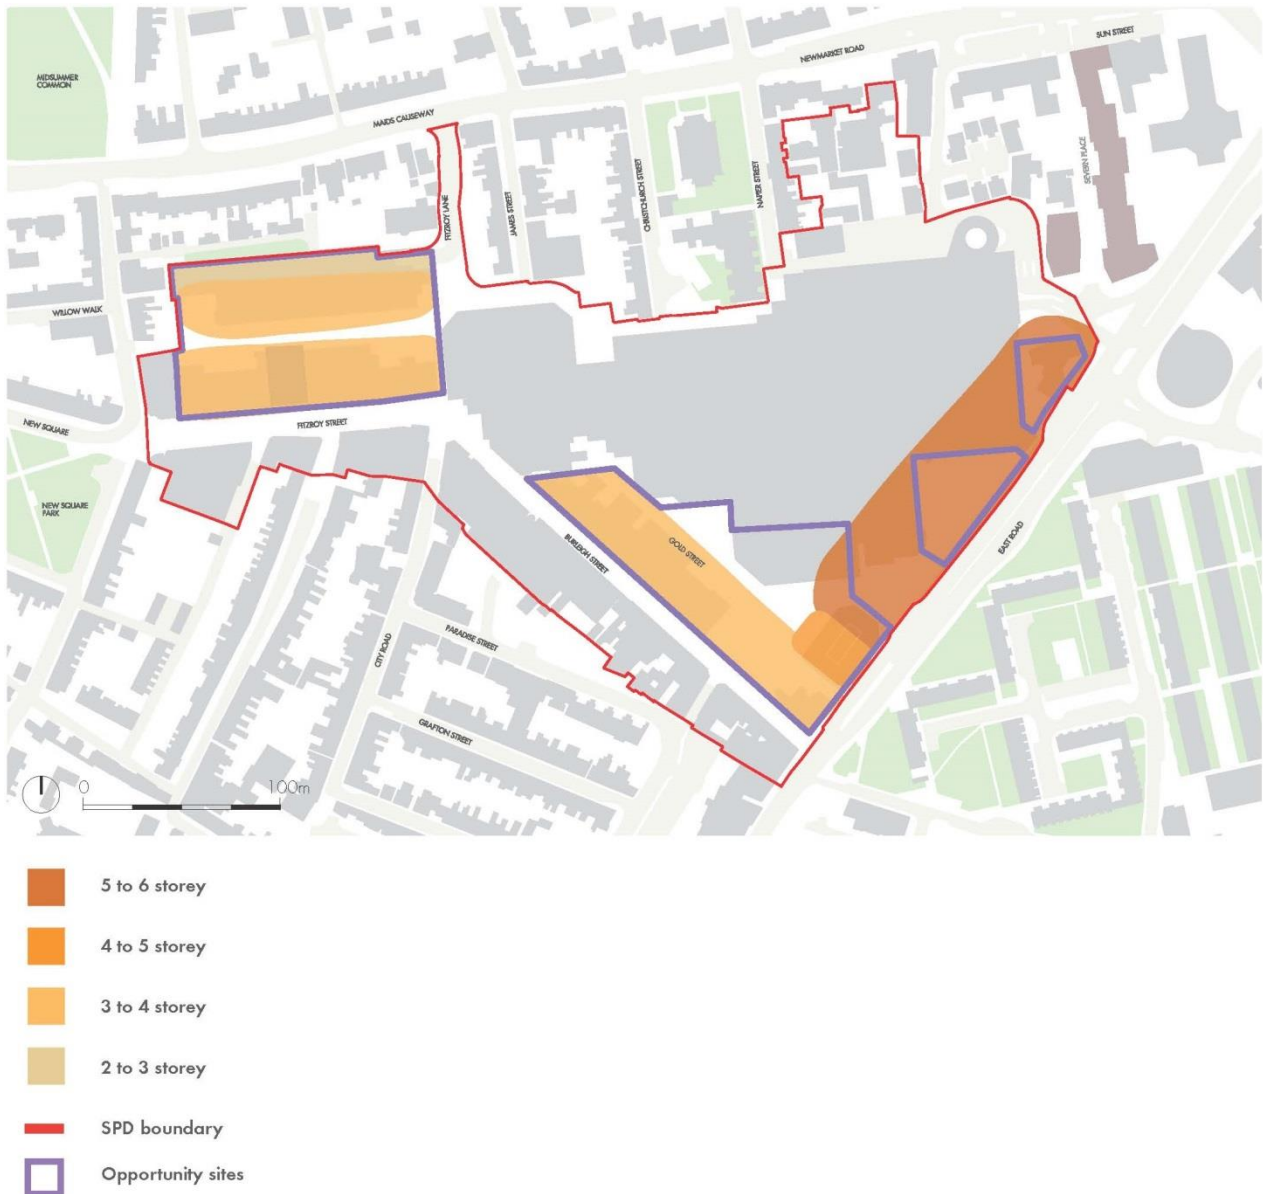 SUN STREET
NEWMARKET ROAD
MIDSUMMER
COMMON
MAIDS CAUSEWAY
SEVERN PLACE
CHRISTCHURCH STREET
NAPIER STREET
FITZROY LANE
JAMES STREET
WILLOW WALK
NEW SQUARE
FITZROY STREET
NEW SQUARE
PARK
BURLEIGH STREET
GOLD STREET
EAST ROAD
PARADISE STREET
CITY ROAD
GRAFTON STREET
0 100m
5 to 6 storey
4 to 5 storey
3 to 4 storey
2 to 3 storey
SPD boundary
Opportunity sites